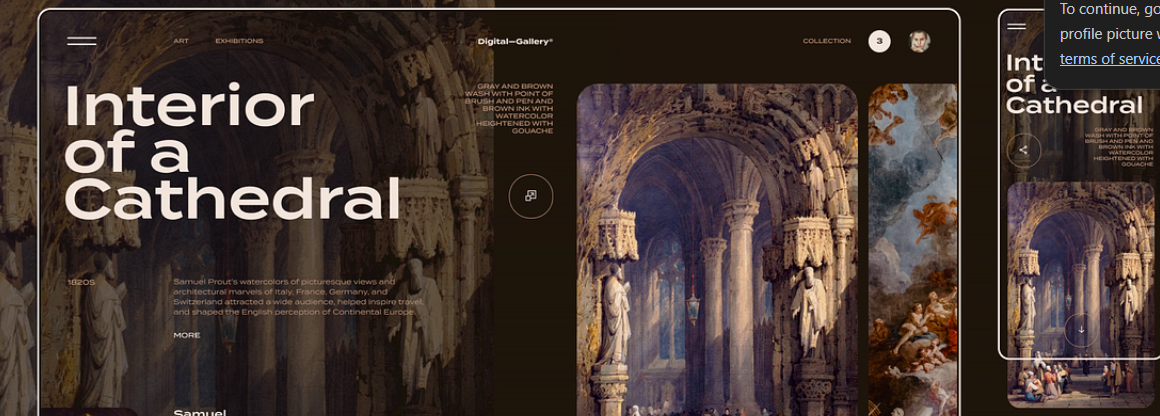 ART EXHIBITIONS Digital—Gallery® COLLECTION 3
Interior
of a
Cathedral
GRAY AND BROWN
WASH WITH POINT OF
BRUSH AND PEN AND
BROWN INK WITH
WATERCOLOR
HEIGHTENED WITH
GOUACHE
1820S
Samuel Prout's watercolors of picturesque views and
architectural marvels of Italy, France, Germany, and
Switzerland attracted a wide audience, helped inspire travel,
and shaped the English perception of Continental Europe.
MORE
Samuel
To continue, go
profile picture w
terms of service
Int
of a
Cathedral
GRAY AND BROWN
WASH WITH POINT OF
BRUSH AND PEN AND
BROWN INK WITH
WATERCOLOR
HEIGHTENED WITH
GOUACHE